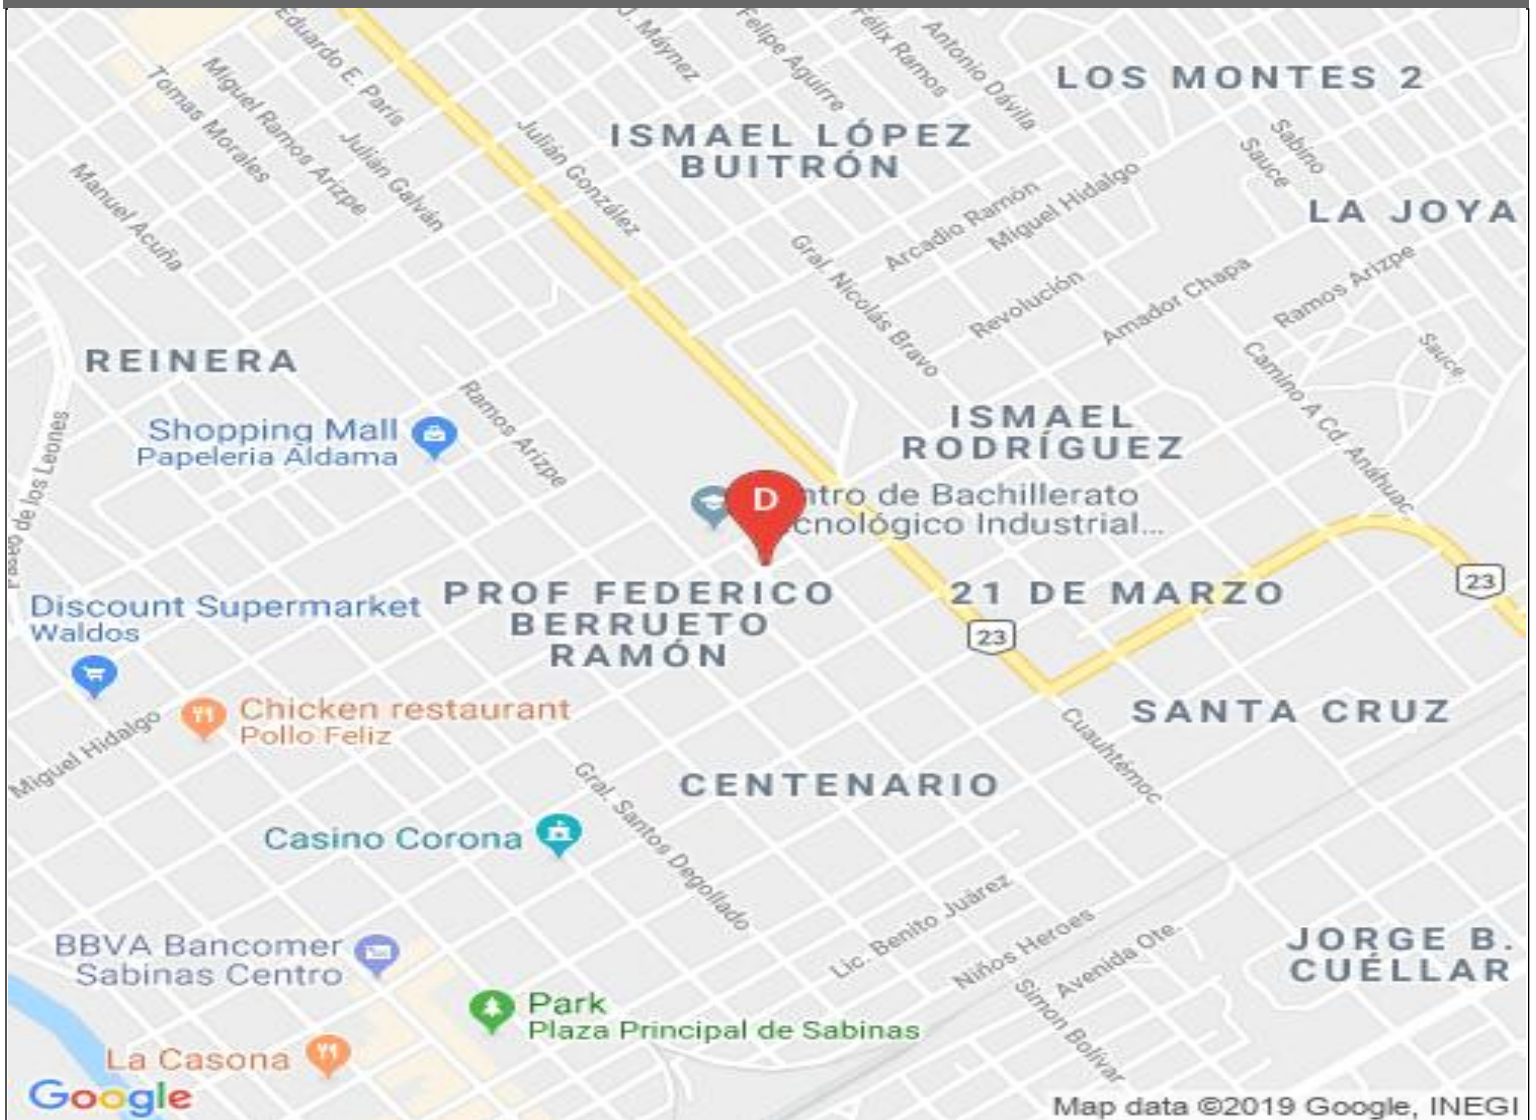 Eduardo E. París
J. Máynez
Felipe Aguirre
Félix Ramos
Antonio Dávila
LOS MONTES 2
Tomas Morales
Miguel Ramos Arizpe
Julián Galván
Julián González
ISMAEL LÓPEZ
BUITRÓN
Sabino
Sauce
Manuel Acuña
Arcadio Ramón
Miguel Hidalgo
LA JOYA
Gral. Nicolás Bravo
Revolución
Amador Chapa
Ramos Arizpe
REINERA
Sauce
Camino A Cd. Anáhuac
Shopping Mall
Papeleria Aldama
Ramos Arizpe
ISMAEL
RODRÍGUEZ
Paseo de los Leones
D
ntro de Bachillerato
cnológico Industrial...
PROF FEDERICO
BERRUETO
RAMÓN
21 DE MARZO
23
23
Discount Supermarket
Waldos
Chicken restaurant
Pollo Feliz
Miguel Hidalgo
SANTA CRUZ
Cuauhtémoc
CENTENARIO
Gral. Santos Degollado
Casino Corona
Lic. Benito Juárez
Niños Heroes
Avenida Ote.
Simon Bolívar
JORGE B.
CUÉLLAR
BBVA Bancomer
Sabinas Centro
Park
Plaza Principal de Sabinas
La Casona
Google
Map data ©2019 Google, INEGI